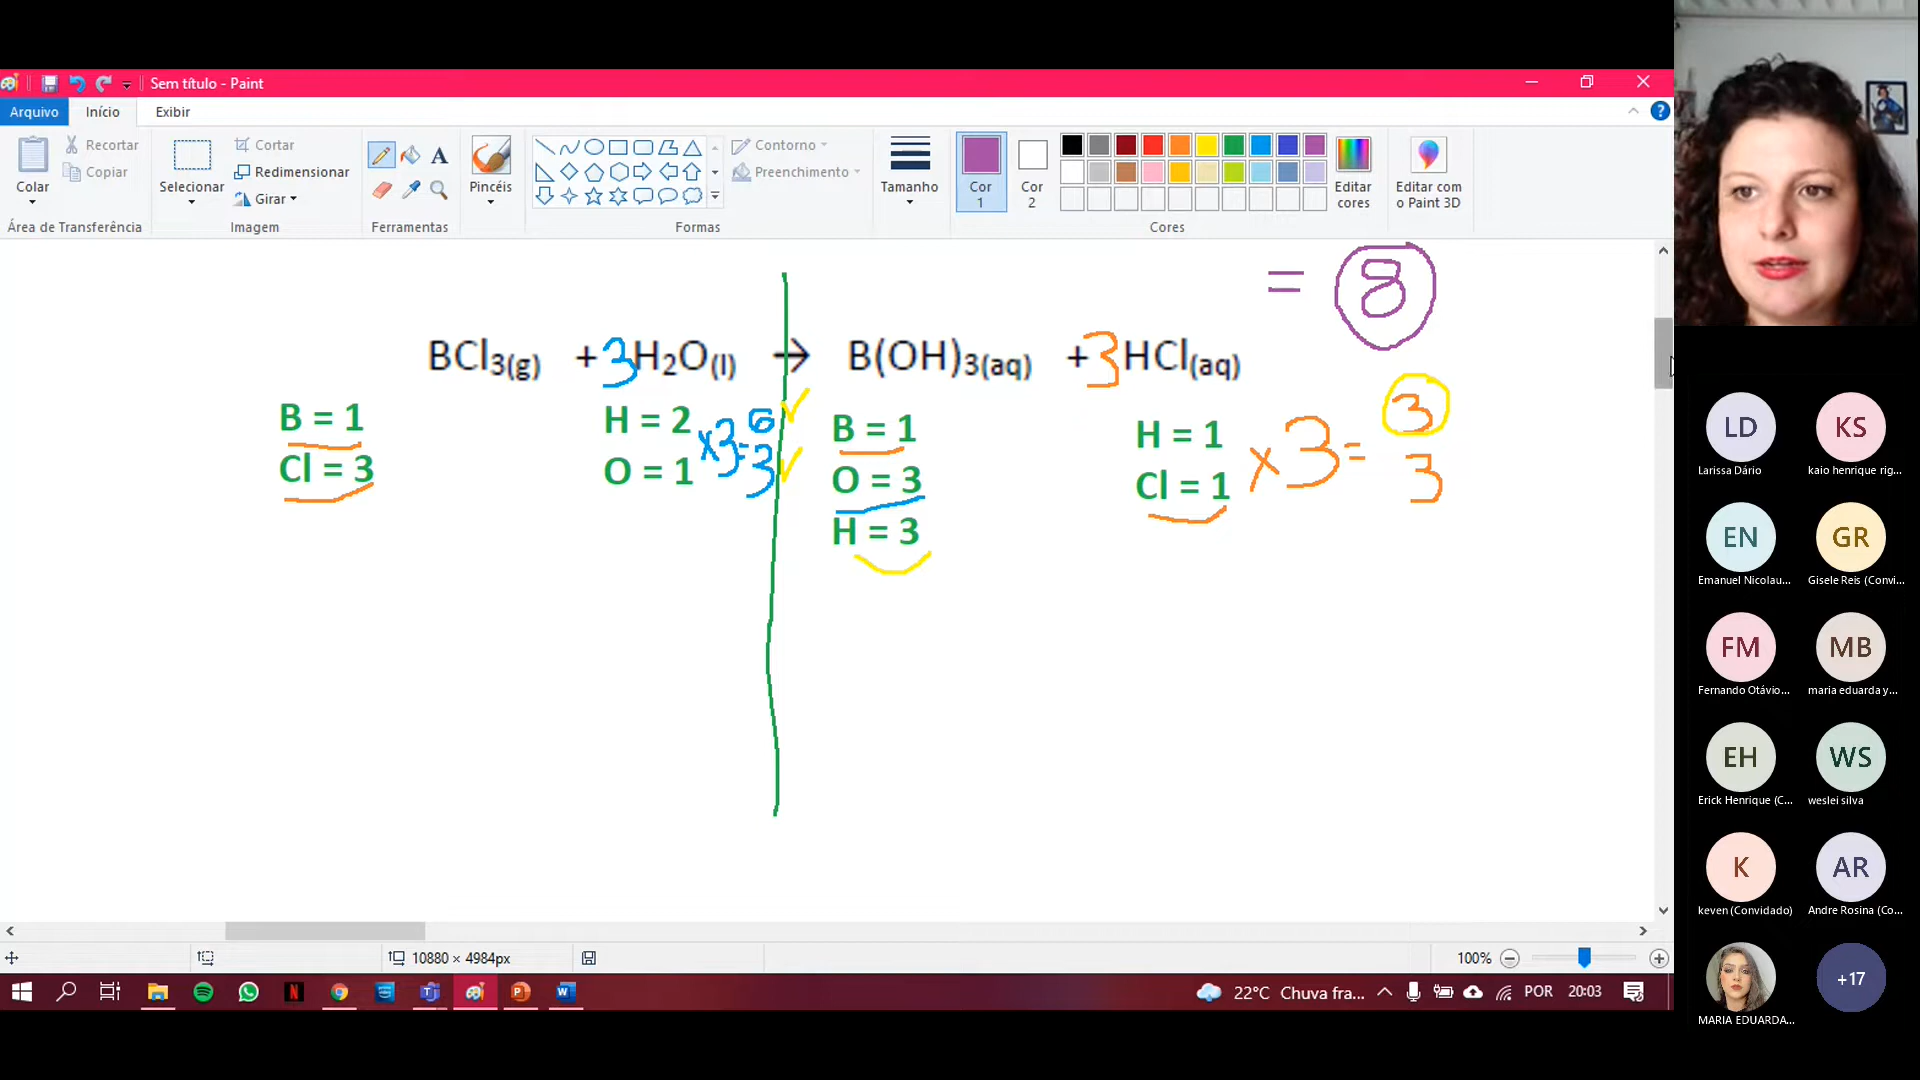 Sem título - Paint
Arquivo Início Exibir
Colar
Recortar
Copiar
Área de Transferência
Selecionar
Cortar
Redimensionar
Girar
Imagem
A
Ferramentas
Pincéis
Contorno
Preenchimento
Formas
Tamanho
Cor 1
Cor 2
Cores
Editar cores
Editar com o Paint 3D
?
= 8
BCl3(g) + 3H2O(l) → B(OH)3(aq) + 3HCl(aq)
B = 1
Cl = 3
H = 2
O = 1
x3= 6
3
B = 1
O = 3
H = 3
H = 1
Cl = 1
x3= 3
3
10880 × 4984px
100%
22°C Chuva fra... POR 20:03
LD
Larissa Dário
KS
kaio henrique rig...
EN
Emanuel Nicolau...
GR
Gisele Reis (Convi...
FM
Fernando Otávio...
MB
maria eduarda y...
EH
Erick Henrique (C...
WS
weslei silva
K
keven (Convidado)
AR
Andre Rosina (Co...
MARIA EDUARDA...
+17